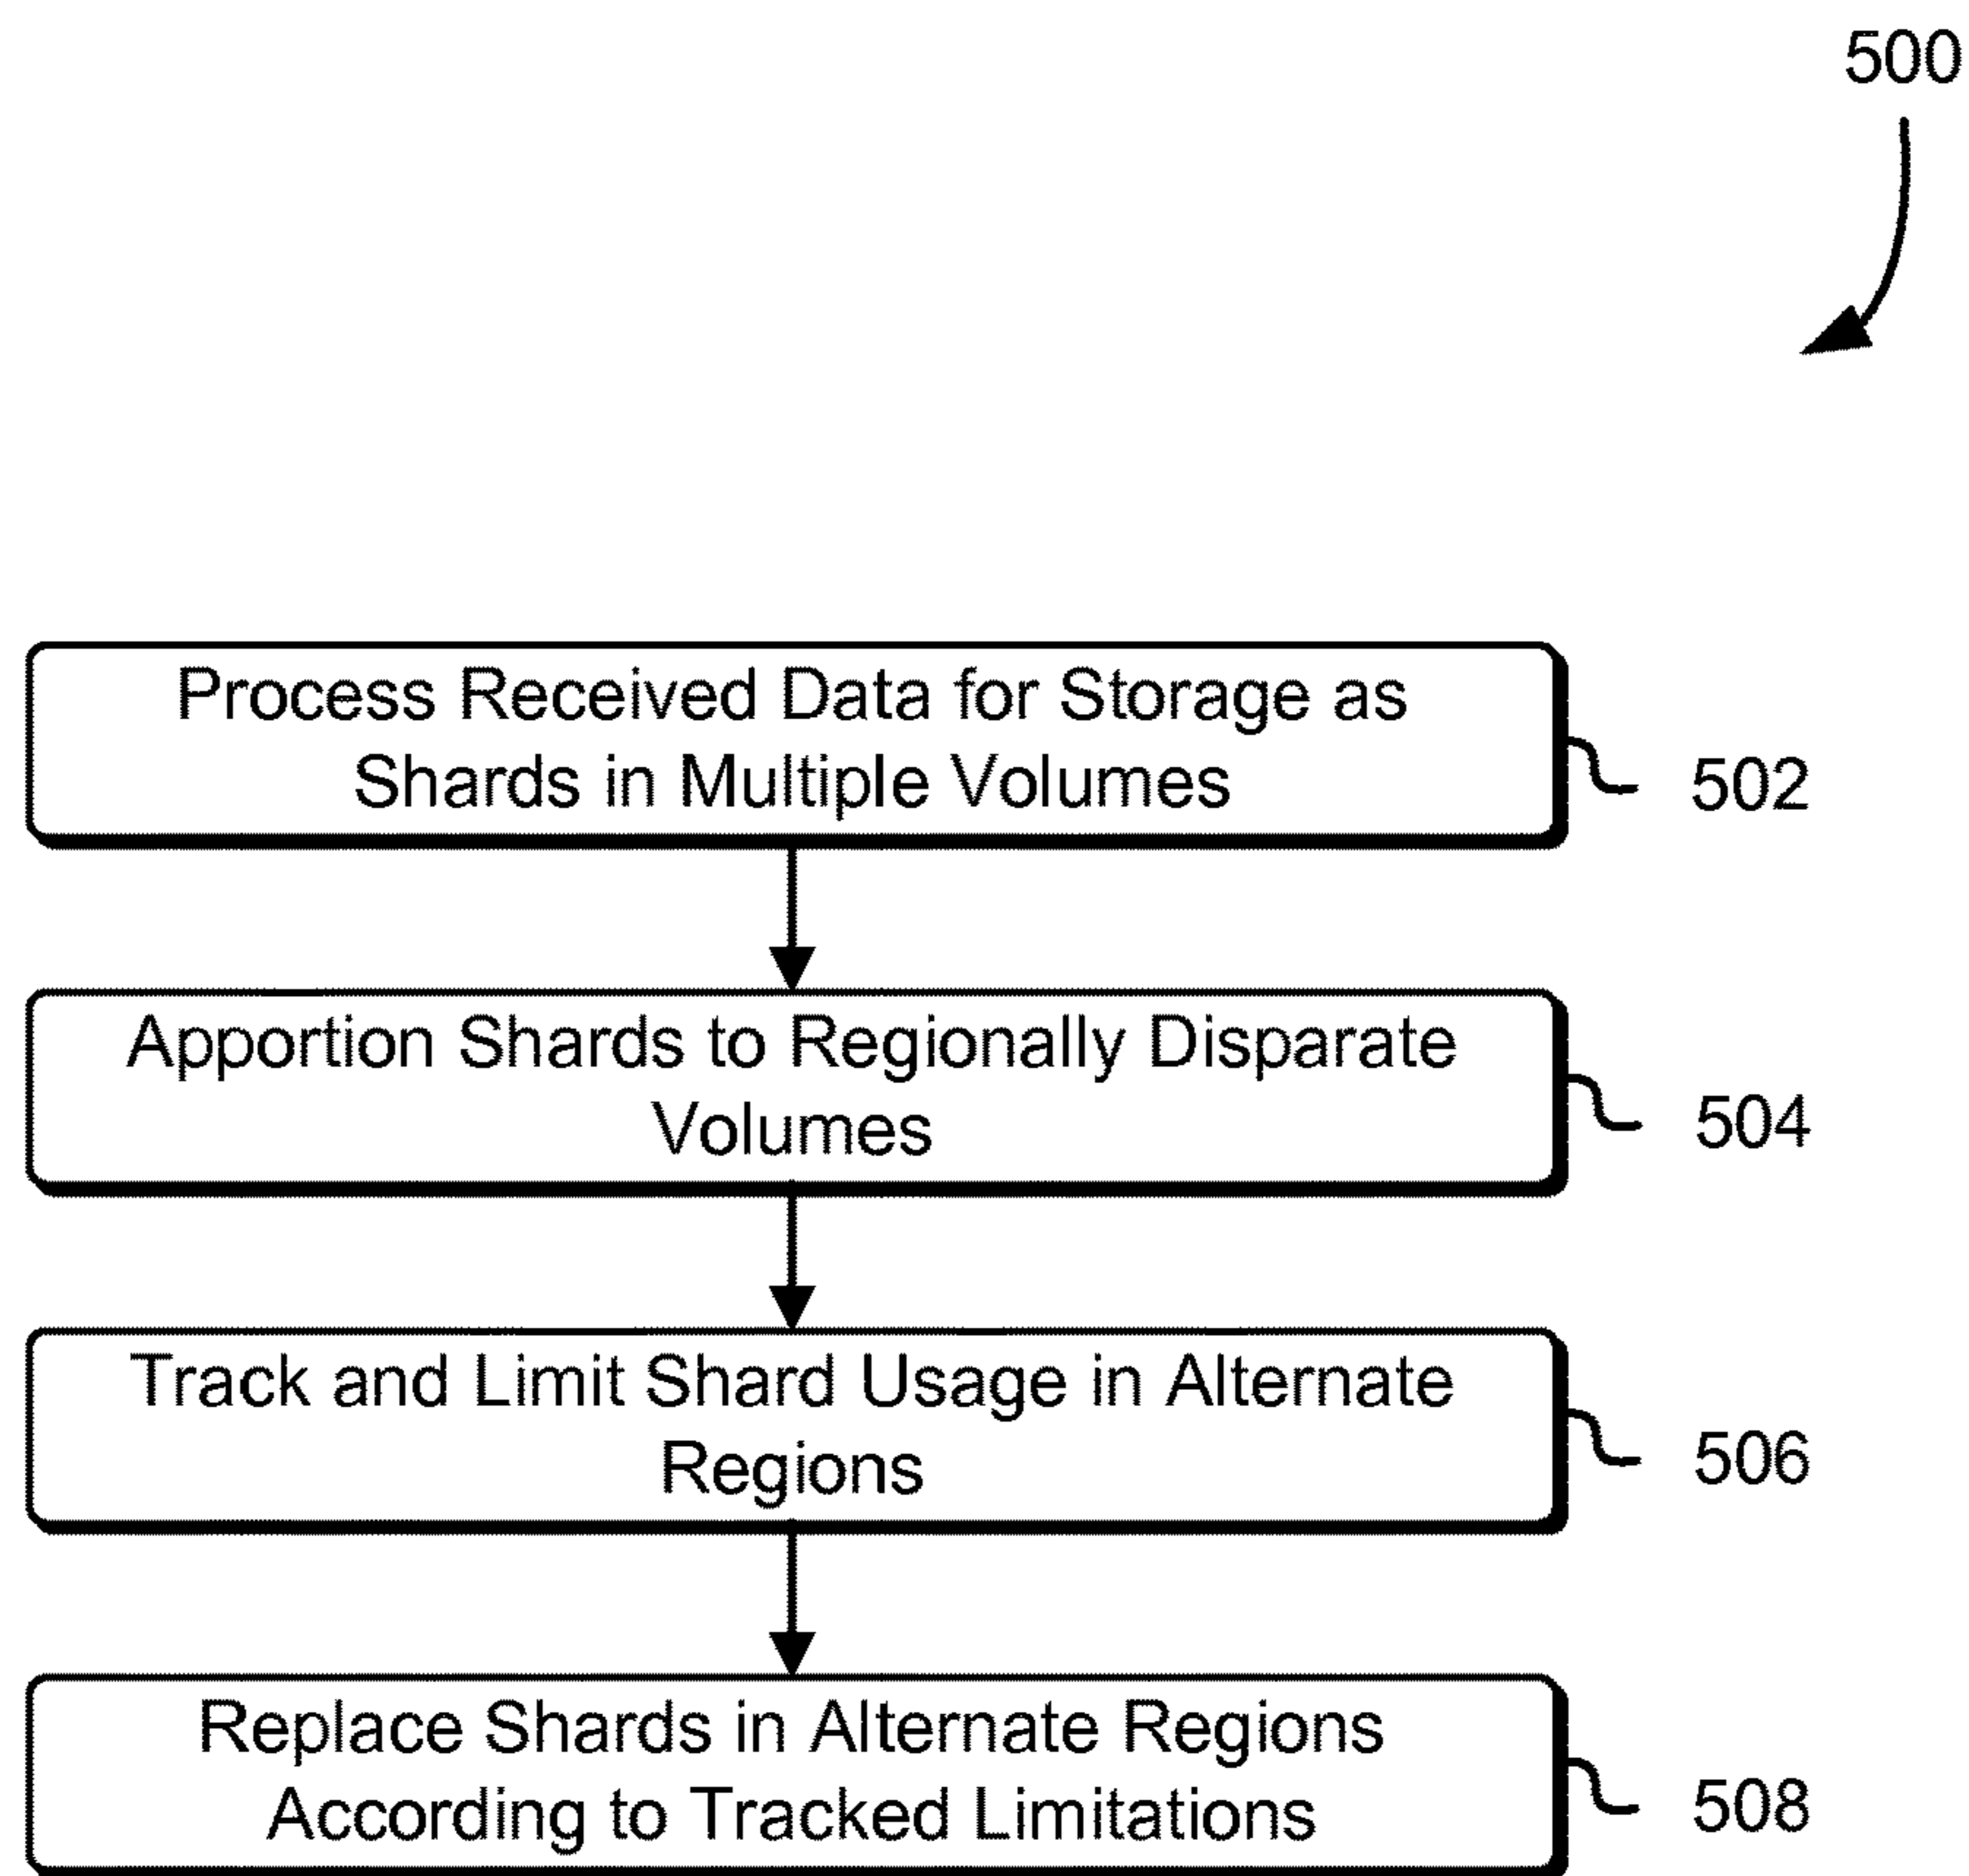 500
Process Received Data for Storage as
Shards in Multiple Volumes
502
Apportion Shards to Regionally Disparate
Volumes
504
Track and Limit Shard Usage in Alternate
Regions
506
Replace Shards in Alternate Regions
According to Tracked Limitations
508